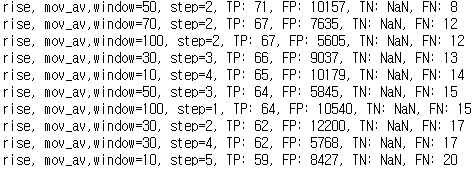 rise, mov_av,window=50, step=2, TP: 71, FP: 10157, TN: NaN, FN: 8
rise, mov_av,window=70, step=2, TP: 67, FP: 7635, TN: NaN, FN: 12
rise, mov_av,window=100, step=2, TP: 67, FP: 5605, TN: NaN, FN: 12
rise, mov_av,window=30, step=3, TP: 66, FP: 9037, TN: NaN, FN: 13
rise, mov_av,window=10, step=4, TP: 65, FP: 10179, TN: NaN, FN: 14
rise, mov_av,window=50, step=3, TP: 64, FP: 5845, TN: NaN, FN: 15
rise, mov_av,window=100, step=1, TP: 64, FP: 10540, TN: NaN, FN: 15
rise, mov_av,window=30, step=2, TP: 62, FP: 12200, TN: NaN, FN: 17
rise, mov_av,window=30, step=4, TP: 62, FP: 5768, TN: NaN, FN: 17
rise, mov_av,window=10, step=5, TP: 59, FP: 8427, TN: NaN, FN: 20